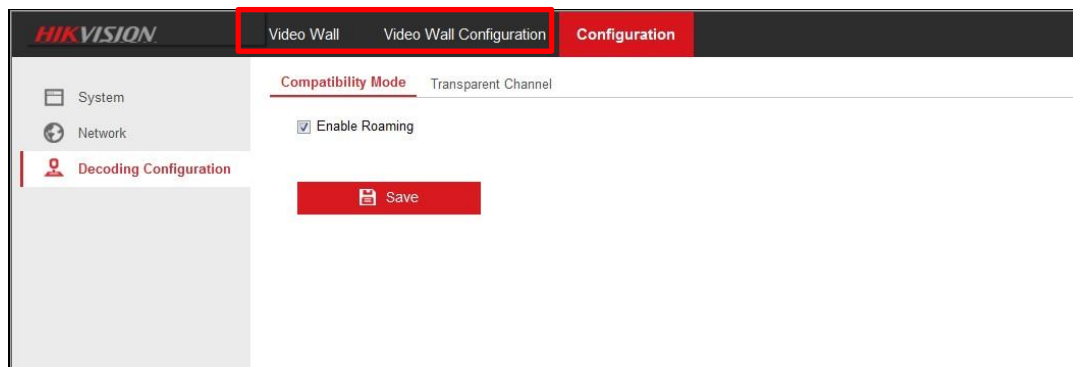 HIKVISION
Video Wall
Video Wall Configuration
Configuration
System
Network
Decoding Configuration
Compatibility Mode
Transparent Channel
Enable Roaming
Save